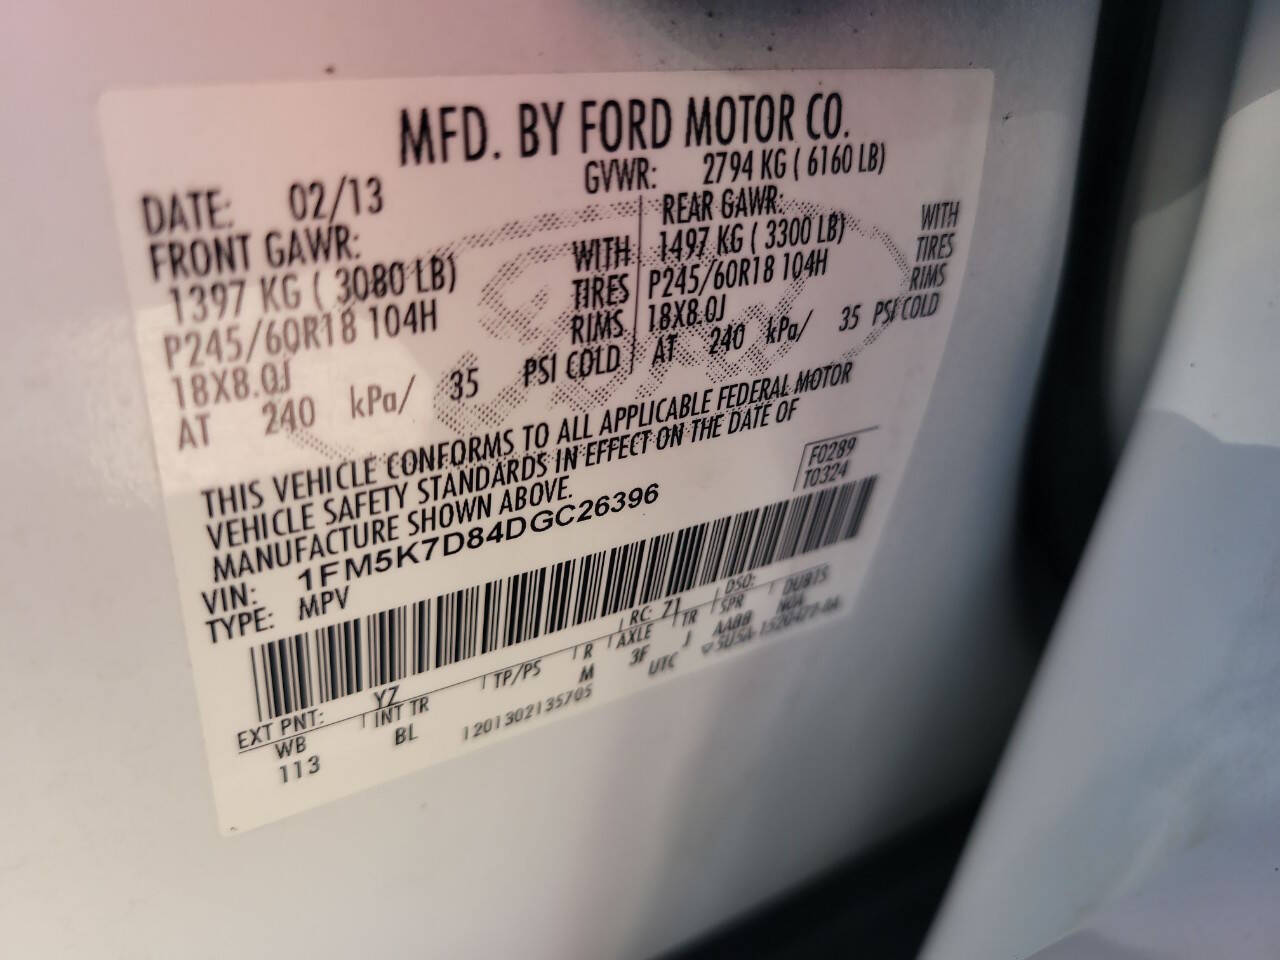 MFD. BY FORD MOTOR CO.
DATE: 02/13 GVWR: 2794 KG ( 6160 LB)
FRONT GAWR: REAR GAWR:
1397 KG ( 3080 LB) WITH 1497 KG ( 3300 LB) WITH
P245/60R18 104H TIRES P245/60R18 104H TIRES
18X8.0J RIMS 18X8.0J RIMS
AT 240 kPa/ 35 PSI COLD AT 240 kPa/ 35 PSI COLD
THIS VEHICLE CONFORMS TO ALL APPLICABLE FEDERAL MOTOR
VEHICLE SAFETY STANDARDS IN EFFECT ON THE DATE OF
MANUFACTURE SHOWN ABOVE.
F0289
T0324
VIN: 1FM5K7D84DGC26396
TYPE: MPV
EXT PNT: YZ RC: Z1 DSO:
WB INT TR TP/PS R AXLE TR SPR DUBTS
113 BL M 3F J AABB N0A
1201302135705 UTC